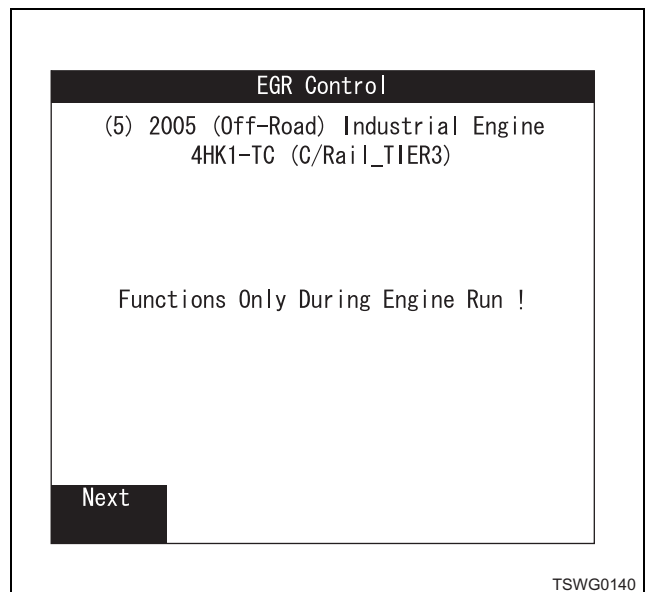 EGR Control
(5) 2005 (Off-Road) Industrial Engine
4HK1-TC (C/Rail_TIER3)
Functions Only During Engine Run !
Next
TSWG0140